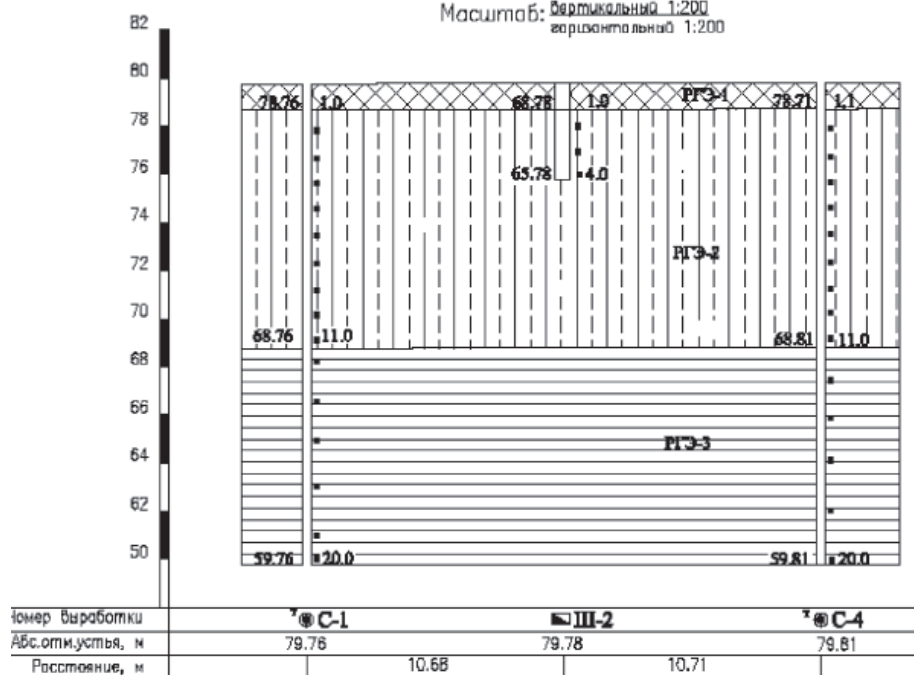 Масштаб: вертикальный 1:200
горизонтальный 1:200
82
80
78
76
74
72
70
68
66
64
62
50
78.76 1.0 68.78 1.0 РГЭ-1 78.71 1.1
65.78 4.0
РГЭ-2
68.76 11.0 68.81 11.0
РГЭ-3
59.76 20.0 59.81 20.0
Номер выработки С-1 Ш-2 С-4
Абс.отм.устья, м 79.76 79.78 79.81
Расстояние, м 10.68 10.71